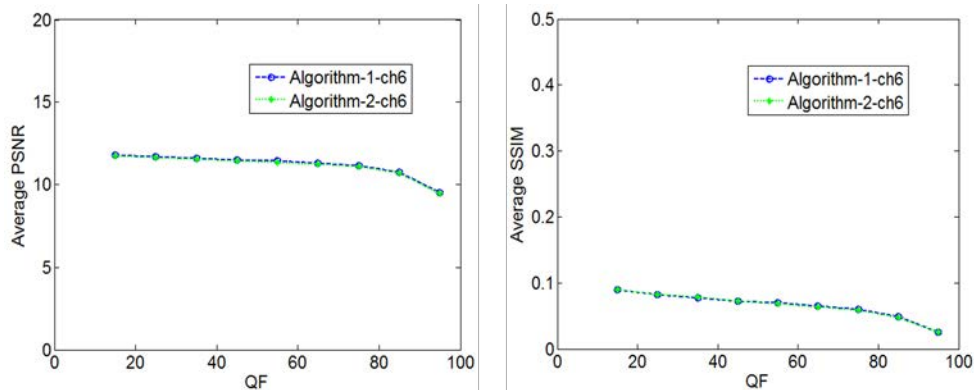 20
15
10
5
0
Average PSNR
Algorithm-1-ch6
Algorithm-2-ch6
0 20 40 60 80 100
QF
0.5
0.4
0.3
0.2
0.1
0
Average SSIM
Algorithm-1-ch6
Algorithm-2-ch6
0 20 40 60 80 100
QF